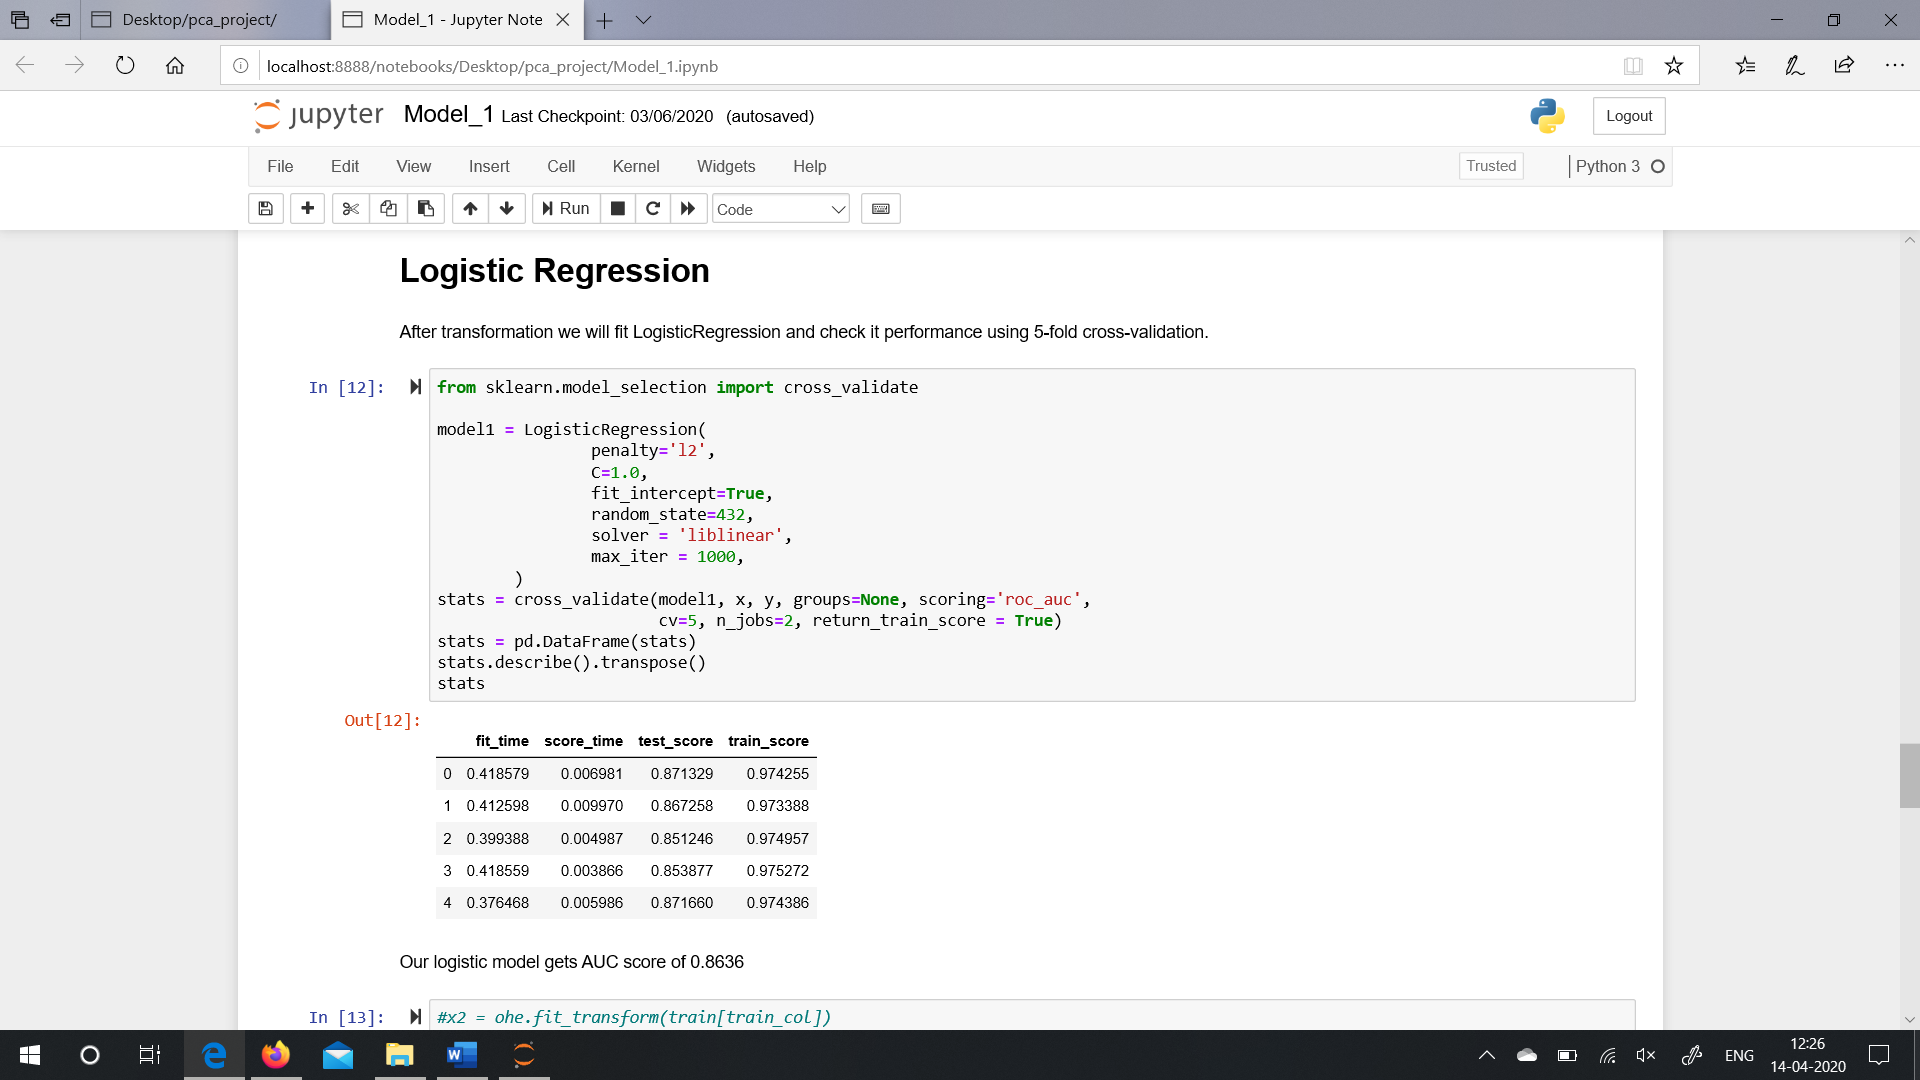 Desktop/pca_project/
Model_1 - Jupyter Note
localhost:8888/notebooks/Desktop/pca_project/Model_1.ipynb
jupyter Model_1 Last Checkpoint: 03/06/2020 (autosaved)
Logout
File Edit View Insert Cell Kernel Widgets Help
Trusted
Python 3
Run
Code
Logistic Regression
After transformation we will fit LogisticRegression and check it performance using 5-fold cross-validation.
In [12]:
from sklearn.model_selection import cross_validate
model1 = LogisticRegression(
penalty='l2',
C=1.0,
fit_intercept=True,
random_state=432,
solver = 'liblinear',
max_iter = 1000,
)
stats = cross_validate(model1, x, y, groups=None, scoring='roc_auc',
cv=5, n_jobs=2, return_train_score = True)
stats = pd.DataFrame(stats)
stats.describe().transpose()
stats
Out[12]:
fit_time score_time test_score train_score
0 0.418579 0.006981 0.871329 0.974255
1 0.412598 0.009970 0.867258 0.973388
2 0.399388 0.004987 0.851246 0.974957
3 0.418559 0.003866 0.853877 0.975272
4 0.376468 0.005986 0.871660 0.974386
Our logistic model gets AUC score of 0.8636
In [13]:
#x2 = ohe.fit_transform(train[train_col])
ENG
12:26
14-04-2020